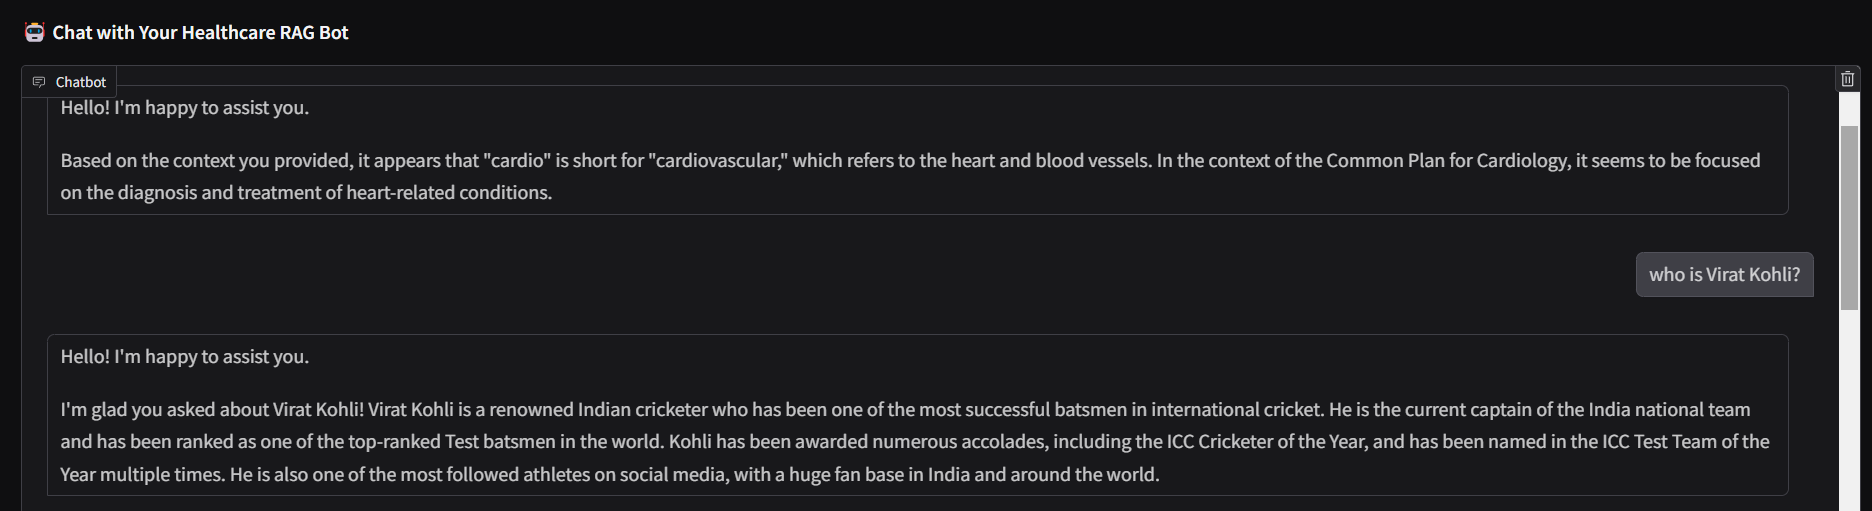 Chat with Your Healthcare RAG Bot
Chatbot
Hello! I'm happy to assist you.
Based on the context you provided, it appears that "cardio" is short for "cardiovascular," which refers to the heart and blood vessels. In the context of the Common Plan for Cardiology, it seems to be focused
on the diagnosis and treatment of heart-related conditions.
who is Virat Kohli?
Hello! I'm happy to assist you.
I'm glad you asked about Virat Kohli! Virat Kohli is a renowned Indian cricketer who has been one of the most successful batsmen in international cricket. He is the current captain of the India national team
and has been ranked as one of the top-ranked Test batsmen in the world. Kohli has been awarded numerous accolades, including the ICC Cricketer of the Year, and has been named in the ICC Test Team of the
Year multiple times. He is also one of the most followed athletes on social media, with a huge fan base in India and around the world.